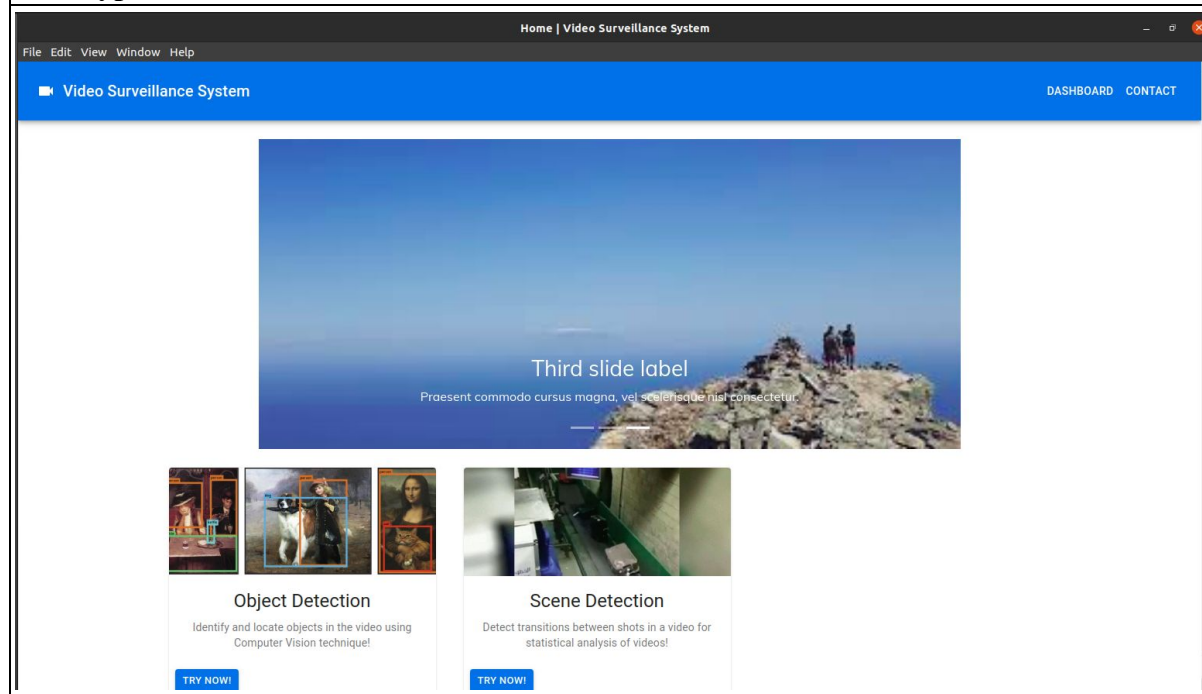 Home | Video Surveillance System
File Edit View Window Help
Video Surveillance System
DASHBOARD CONTACT
Third slide label
Praesent commodo cursus magna, vel scelerisque nisl consectetur.
Object Detection
Identify and locate objects in the video using
Computer Vision technique!
TRY NOW!
Scene Detection
Detect transitions between shots in a video for
statistical analysis of videos!
TRY NOW!